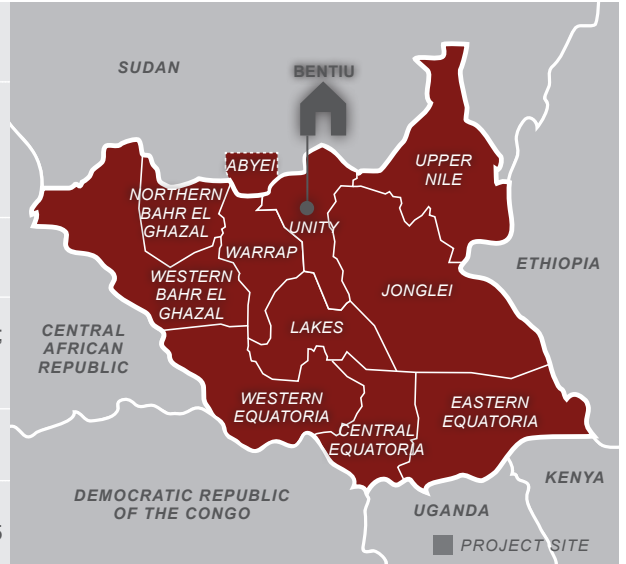 SUDAN
BENTIU
ABYEI
UPPER
NILE
NORTHERN
BAHR EL
GHAZAL
UNITY
WARRAP
ETHIOPIA
WESTERN
BAHR EL
GHAZAL
JONGLEI
LAKES
CENTRAL
AFRICAN
REPUBLIC
WESTERN
EQUATORIA
EASTERN
EQUATORIA
CENTRAL
EQUATORIA
KENYA
DEMOCRATIC REPUBLIC
OF THE CONGO
UGANDA
PROJECT SITE